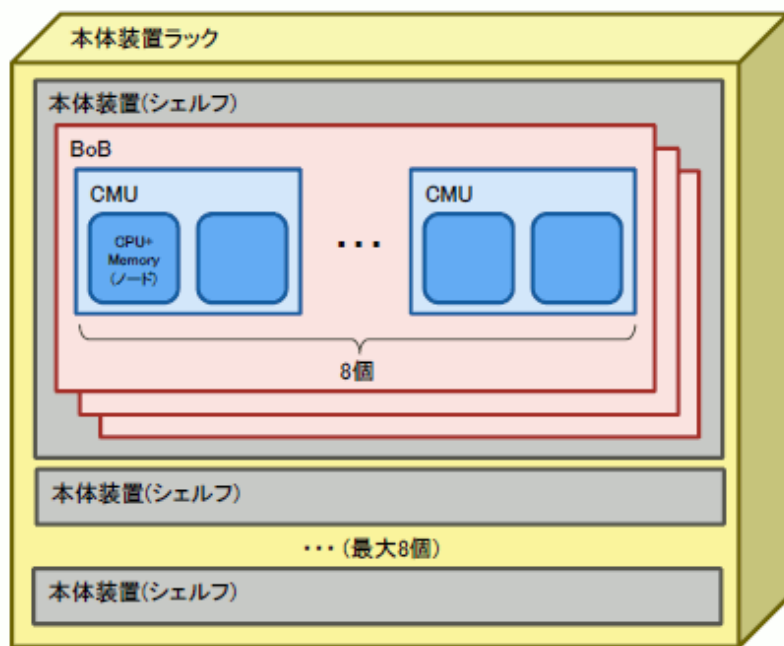 本体装置ラック
本体装置(シェルフ)
BoB
CMU
CMU
CPU+
Memory
(ノード)
・・・
8個
本体装置(シェルフ)
・・・(最大8個)
本体装置(シェルフ)